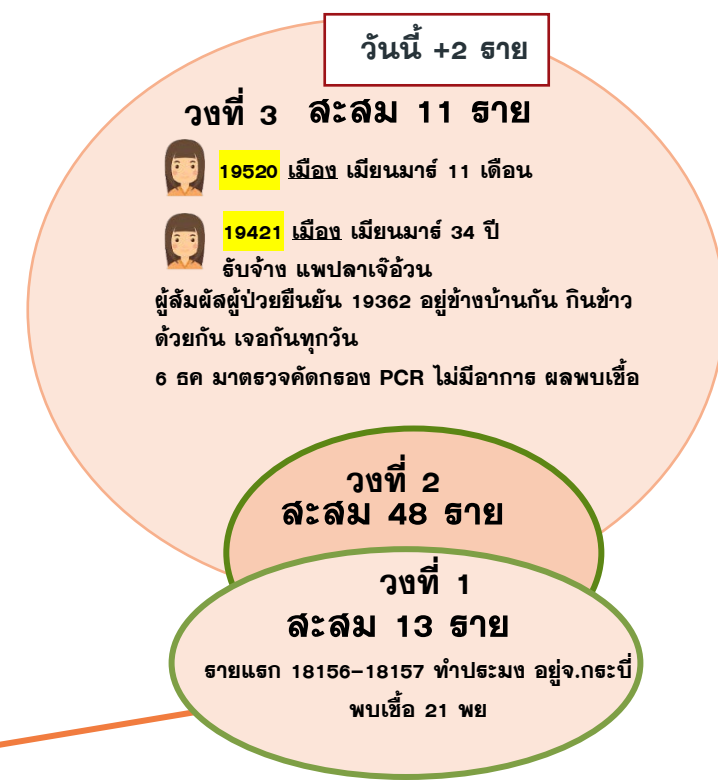 วันนี้ +2 ราย
วงที่ 3 สะสม 11 ราย
19520 เมือง เมียนมาร์ 11 เดือน
19421 เมือง เมียนมาร์ 34 ปี
รับจ้าง แพปลาเจ๊อ้วน
ผู้สัมผัสผู้ป่วยยืนยัน 19362 อยู่ข้างบ้านกัน กินข้าว
ด้วยกัน เจอกันทุกวัน
6 ธค มาตรวจคัดกรอง PCR ไม่มีอาการ ผลพบเชื้อ
วงที่ 2
สะสม 48 ราย
วงที่ 1
สะสม 13 ราย
รายแรก 18156-18157 ทำประมง อยู่จ.กระบี่
พบเชื้อ 21 พย